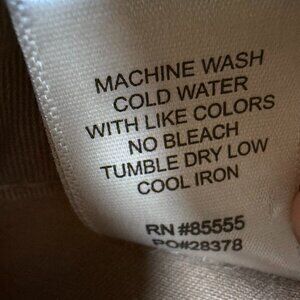 MACHINE WASH
COLD WATER
WITH LIKE COLORS
NO BLEACH
TUMBLE DRY LOW
COOL IRON
RN #85555
PO#28378